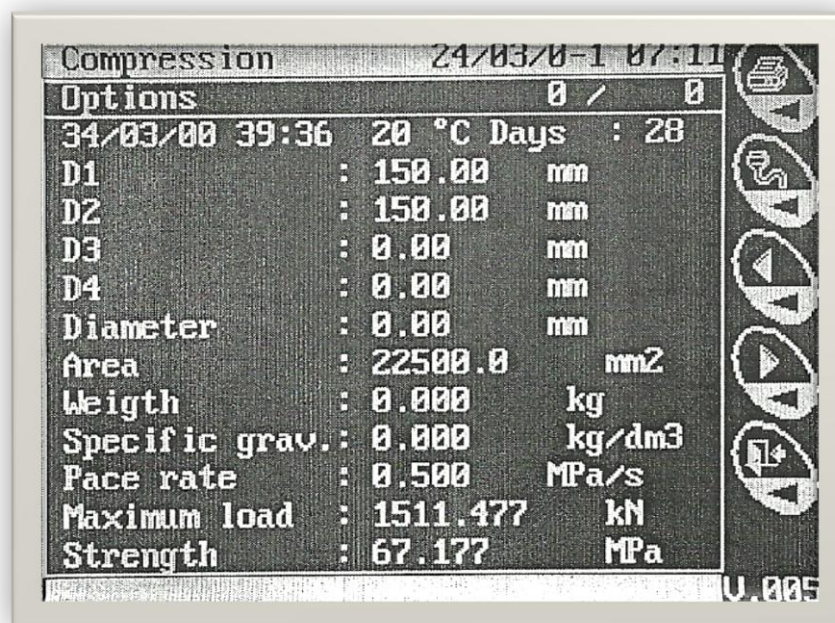 Compression 24/03/0-1 07:11
Options 0 / 0
34/03/00 39:36 20 °C Days : 28
D1 : 150.00 mm
D2 : 150.00 mm
D3 : 0.00 mm
D4 : 0.00 mm
Diameter : 0.00 mm
Area : 22500.0 mm2
Weigth : 0.000 kg
Specific grav.: 0.000 kg/dm3
Pace rate : 0.500 MPa/s
Maximum load : 1511.477 kN
Strength : 67.177 MPa
V.005